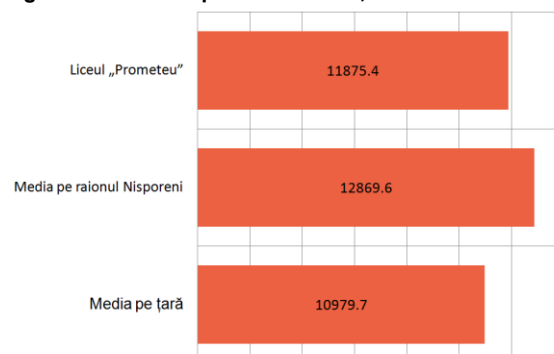 Liceul „Prometeu”
11875.4
Media pe raionul Nisporeni
12869.6
Media pe țară
10979.7